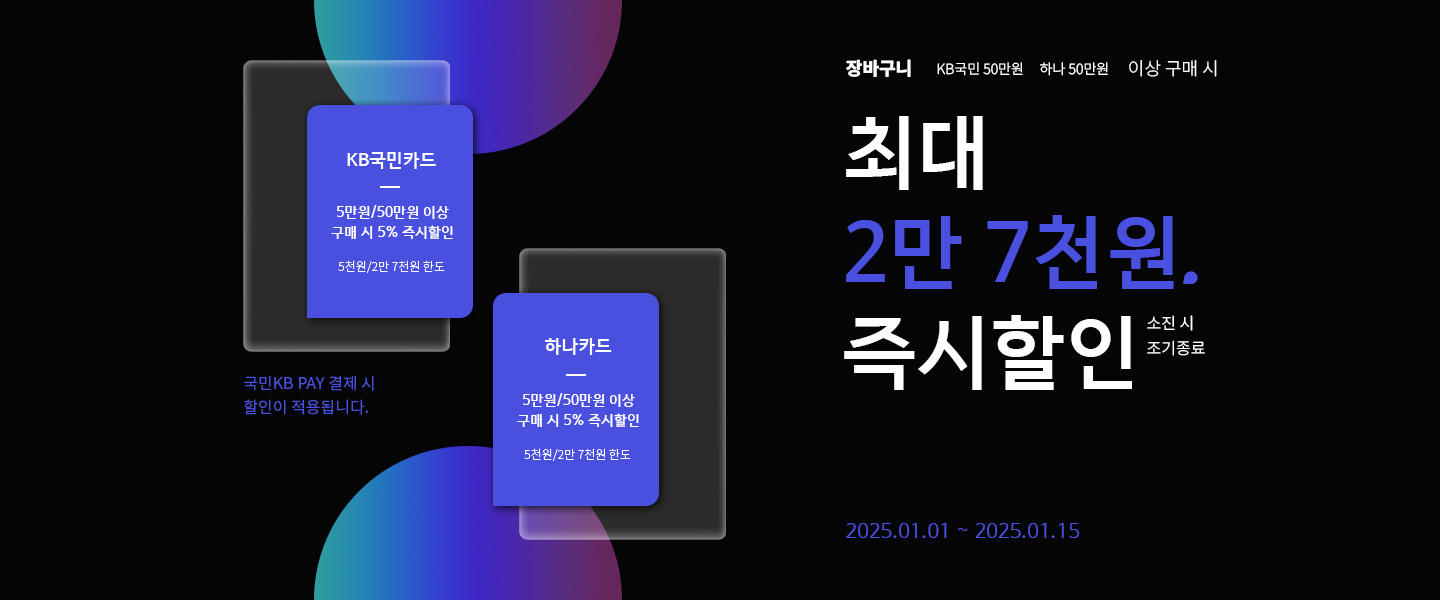 KB국민카드
5만원/50만원 이상
구매 시 5% 즉시할인
5천원/2만 7천원 한도
국민KB PAY 결제 시
할인이 적용됩니다.
하나카드
5만원/50만원 이상
구매 시 5% 즉시할인
5천원/2만 7천원 한도
장바구니 KB국민 50만원 하나 50만원 이상 구매 시
최대
2만 7천원.
즉시할인
소진 시
조기종료
2025.01.01 ~ 2025.01.15